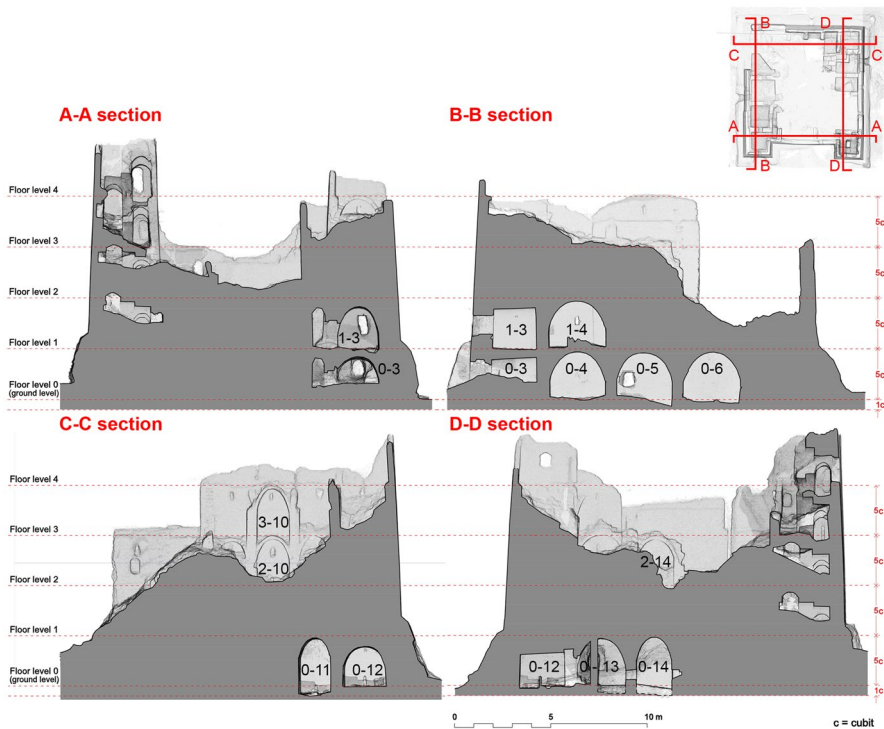 B D
C C
A A
B D
A-A section
B-B section
Floor level 4
Floor level 3
Floor level 2
Floor level 1
Floor level 0
(ground level)
1-3
0-3
1-3
1-4
0-3
0-4
0-5
0-6
5c
5c
5c
5c
1c
C-C section
D-D section
Floor level 4
Floor level 3
Floor level 2
Floor level 1
Floor level 0
(ground level)
3-10
2-10
0-11
0-12
2-14
0-12
0-13
0-14
5c
5c
5c
5c
1c
0 5 10 m
c = cubit